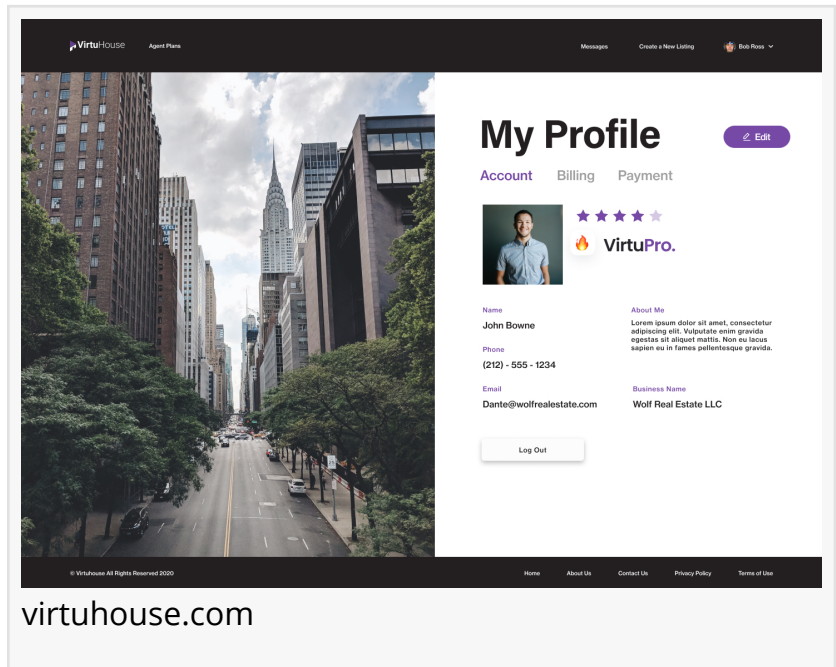 VirtuHouse
Agent Plans
Messages
Create a New Listing
Bob Ross
My Profile
Edit
Account Billing Payment
VirtuPro.
Name
John Bowne
Phone
(212) - 555 - 1234
Email
Dante@wolfrealestate.com
About Me
Lorem ipsum dolor sit amet, consectetur
adipiscing elit. Vulputate enim gravida
egestas sit aliquet mattis. Non eu lacus
sapien eu in fames pellentesque gravida.
Business Name
Wolf Real Estate LLC
Log Out
© Virtuhouse All Rights Reserved 2020
Home
About Us
Contact Us
Privacy Policy
Terms of Use
virtuhouse.com